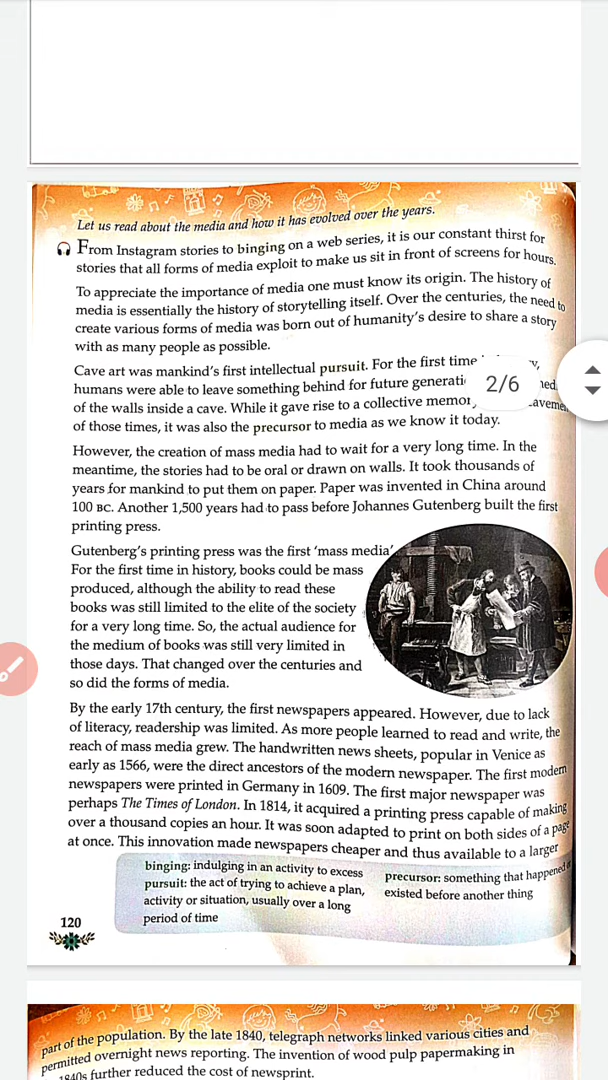 Let us read about the media and how it has evolved over the years.
From Instagram stories to binging on a web series, it is our constant thirst for
stories that all forms of media exploit to make us sit in front of screens for hours.
To appreciate the importance of media one must know its origin. The history of
media is essentially the history of storytelling itself. Over the centuries, the need to
create various forms of media was born out of humanity's desire to share a story
with as many people as possible.
Cave art was mankind's first intellectual pursuit. For the first time
humans were able to leave something behind for future
2/6
of the walls inside a cave. While it gave rise to a collective
of those times, it was also the precursor to media as we know it today.
However, the creation of mass media had to wait for a very long time. In the
meantime, the stories had to be oral or drawn on walls. It took thousands of
years for mankind to put them on paper. Paper was invented in China around
100 BC. Another 1,500 years had to pass before Johannes Gutenberg built the first
printing press.
Gutenberg's printing press was the first 'mass media'
For the first time in history, books could be mass
produced, although the ability to read these
books was still limited to the elite of the society
for a very long time. So, the actual audience for
the medium of books was still very limited in
those days. That changed over the centuries and
so did the forms of media.
By the early 17th century, the first newspapers appeared. However, due to lack
of literacy, readership was limited. As more people learned to read and write, the
reach of mass media grew. The handwritten news sheets, popular in Venice as
early as 1566, were the direct ancestors of the modern newspaper. The first modern
newspapers were printed in Germany in 1609. The first major newspaper was
perhaps The Times of London. In 1814, it acquired a printing press capable of making
over a thousand copies an hour. It was soon adapted to print on both sides of a page
at once. This innovation made newspapers cheaper and thus available to a larger
binging: indulging in an activity to excess
pursuit: the act of trying to achieve a plan,
activity or situation, usually over a long
period of time
precursor: something that happened or
existed before another thing
120
part of the population. By the late 1840, telegraph networks linked various cities and
permitted overnight news reporting. The invention of wood pulp papermaking in
1840s further reduced the cost of newsprint.